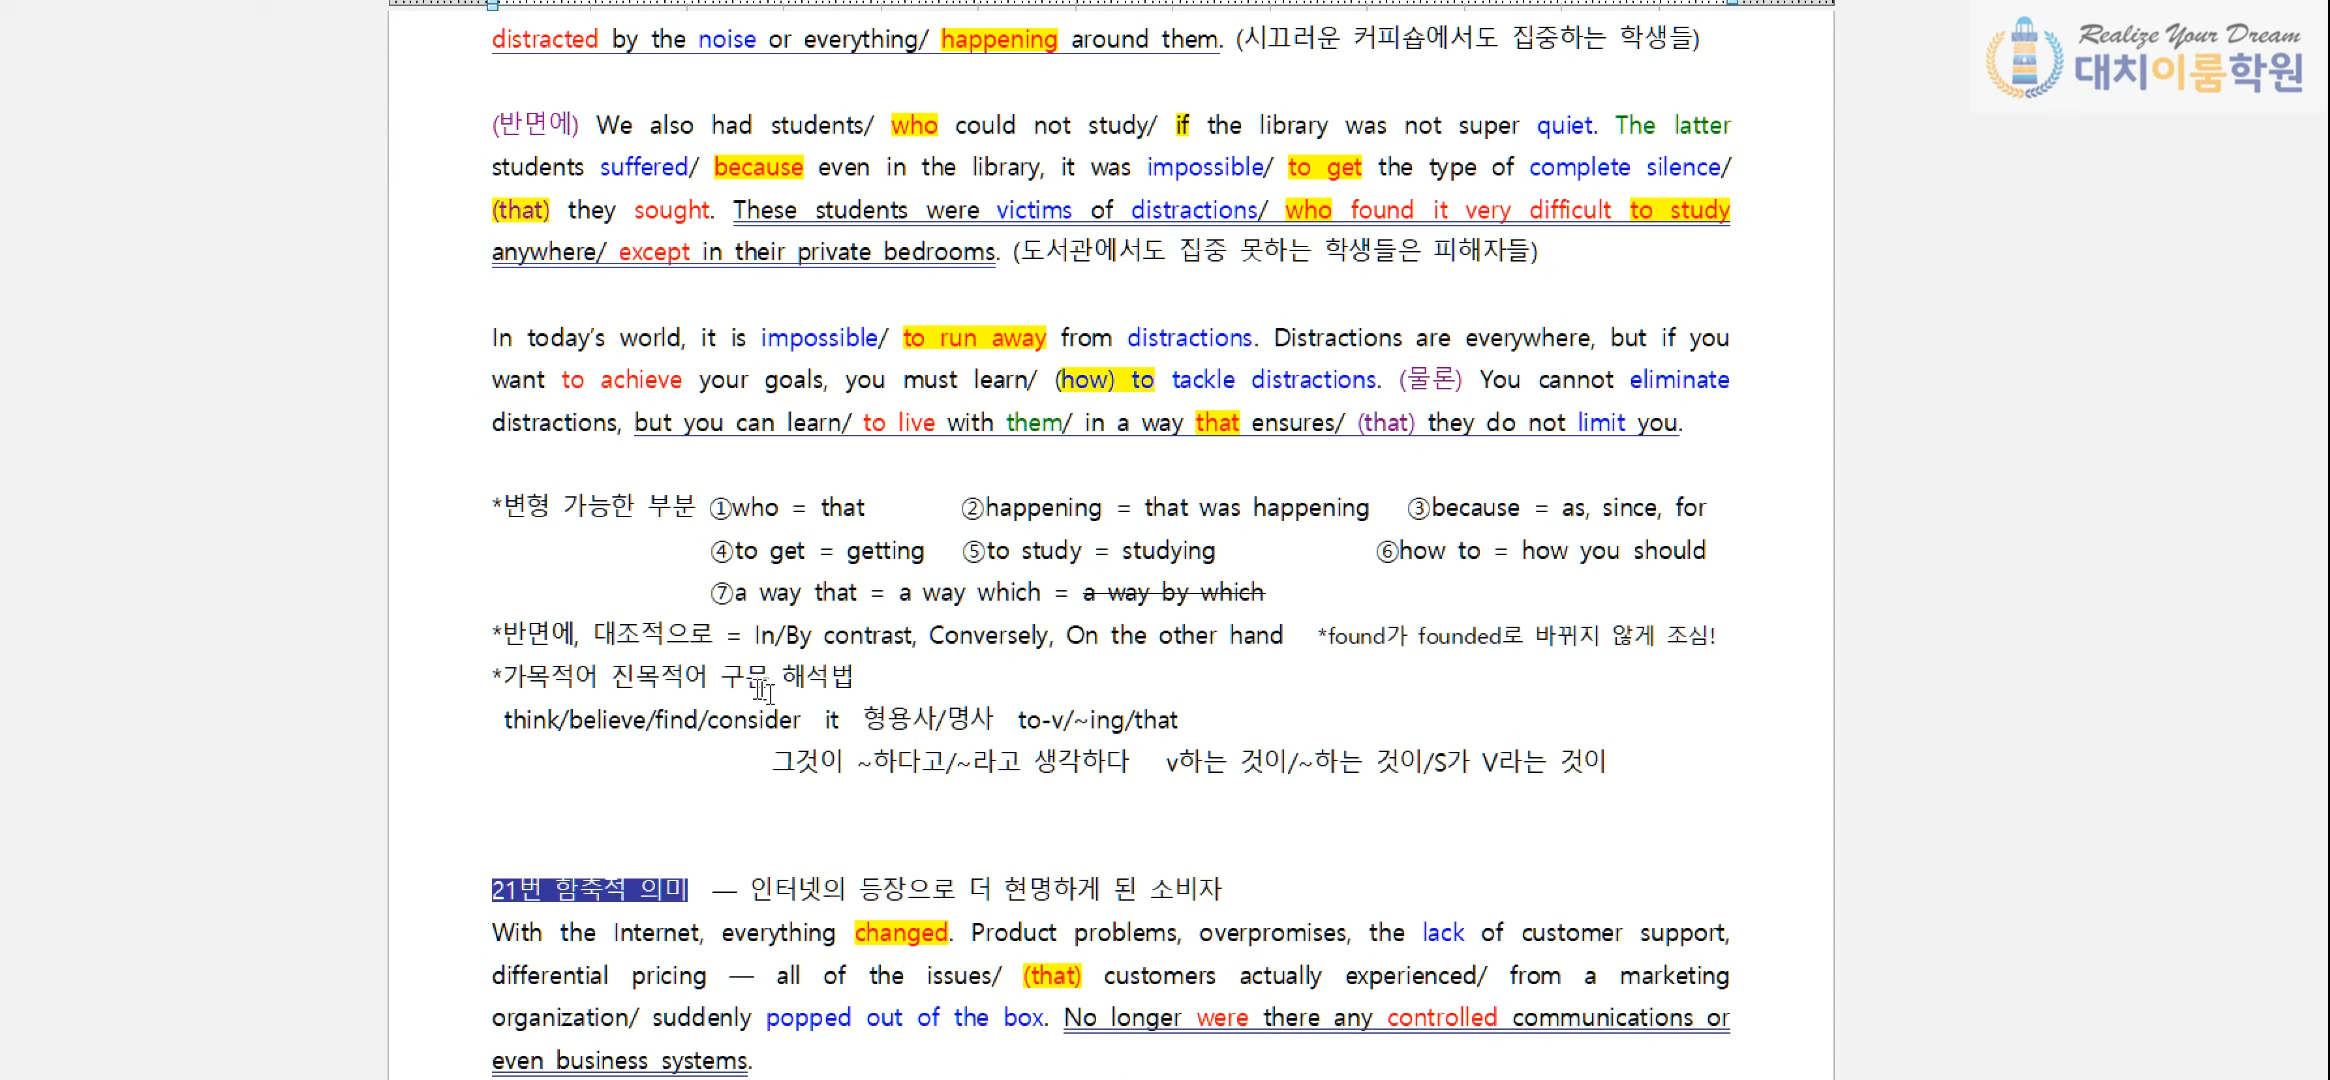 distracted by the noise or everything/ happening around them. (시끄러운 커피숍에서도 집중하는 학생들)
Realize Your Dream
대치이룸학원
(반면에) We also had students/ who could not study/ if the library was not super quiet. The latter
students suffered/ because even in the library, it was impossible/ to get the type of complete silence/
(that) they sought. These students were victims of distractions/ who found it very difficult to study
anywhere/ except in their private bedrooms. (도서관에서도 집중 못하는 학생들은 피해자들)
In today's world, it is impossible/ to run away from distractions. Distractions are everywhere, but if you
want to achieve your goals, you must learn/ (how) to tackle distractions. (물론) You cannot eliminate
distractions, but you can learn/ to live with them/ in a way that ensures/ (that) they do not limit you.
*변형 가능한 부분 ①who = that ②happening = that was happening ③because = as, since, for
④to get = getting ⑤to study = studying ⑥how to = how you should
⑦a way that = a way which = a way by which
*반면에, 대조적으로 = In/By contrast, Conversely, On the other hand *found가 founded로 바뀌지 않게 조심!
*가목적어 진목적어 구문 해석법
think/believe/find/consider it 형용사/명사 to-v/~ing/that
그것이 ~하다고/~라고 생각하다 v하는 것이/~하는 것이/S가 V라는 것이
21번 함축적 의미 — 인터넷의 등장으로 더 현명하게 된 소비자
With the Internet, everything changed. Product problems, overpromises, the lack of customer support,
differential pricing — all of the issues/ (that) customers actually experienced/ from a marketing
organization/ suddenly popped out of the box. No longer were there any controlled communications or
even business systems.